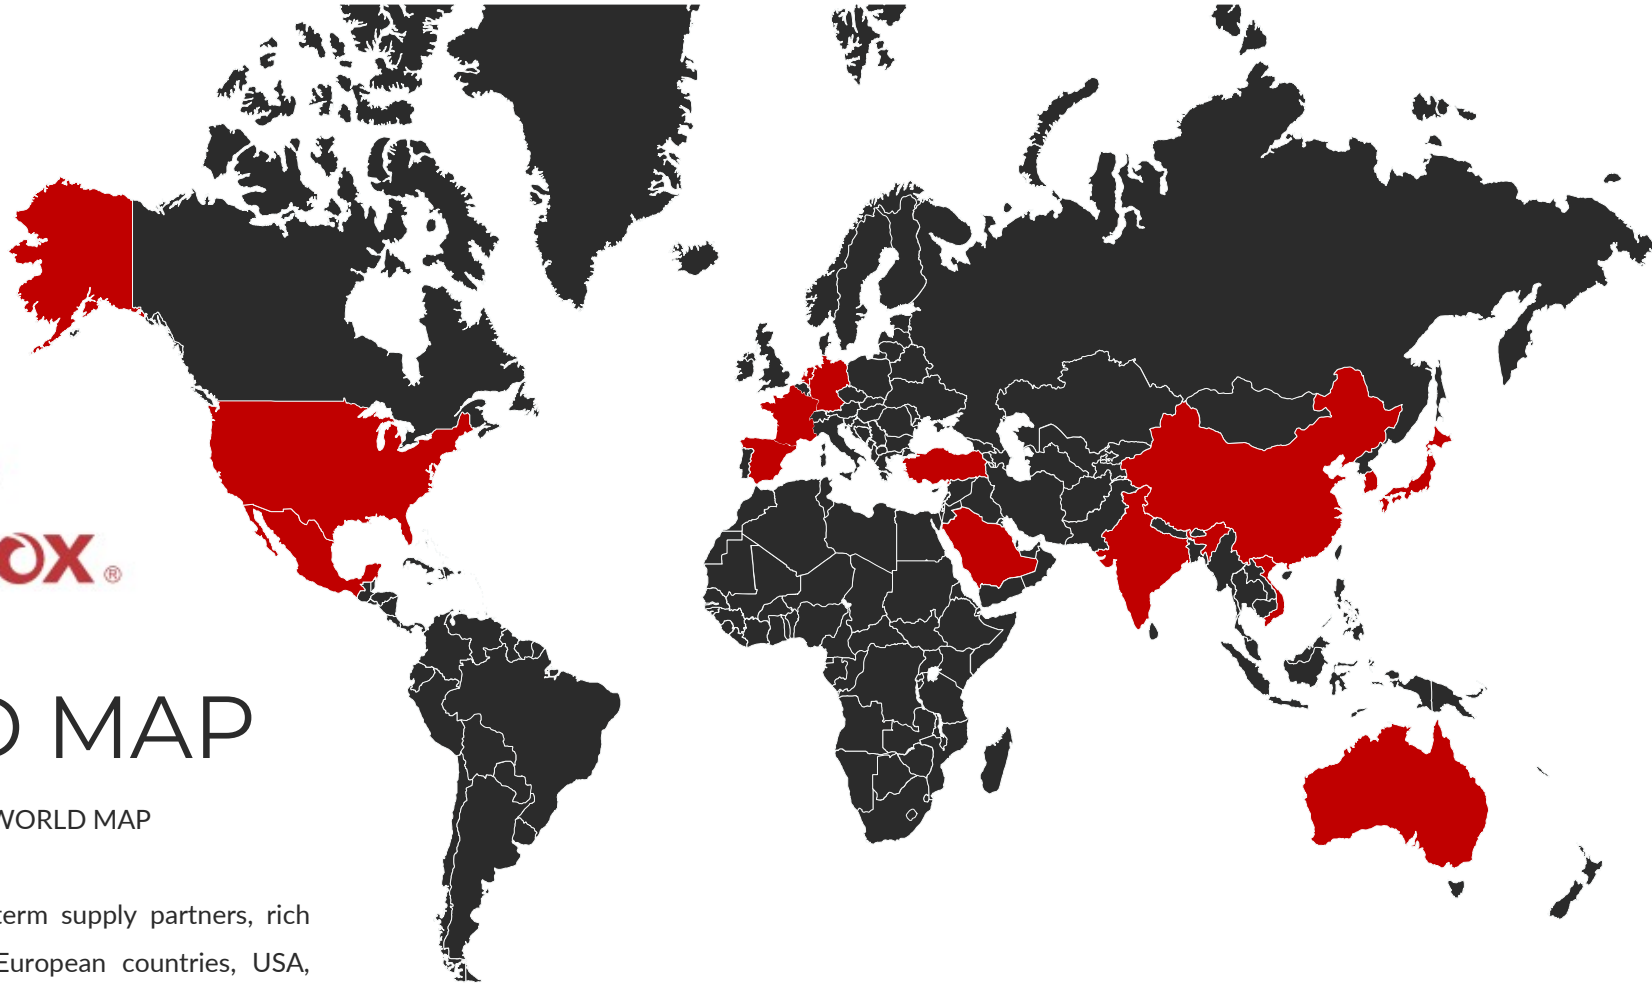 OX ®
D MAP
WORLD MAP
term supply partners, rich
European countries, USA,